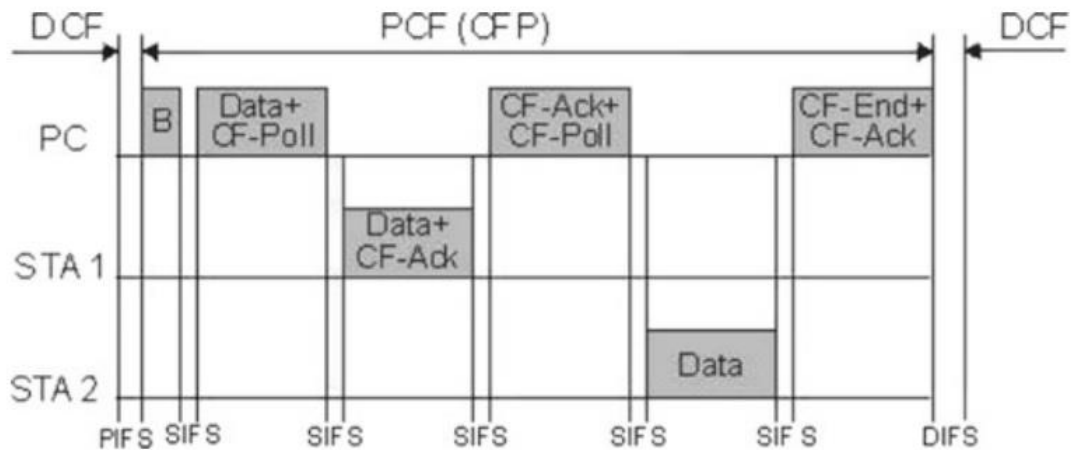 DCF PCF (CFP) DCF
PC
B
Data+
CF-Poll
CF-Ack+
CF-Poll
CF-End+
CF-Ack
STA 1
Data+
CF-Ack
STA 2
Data
PIFS SIFS SIFS SIFS SIFS SIFS DIFS